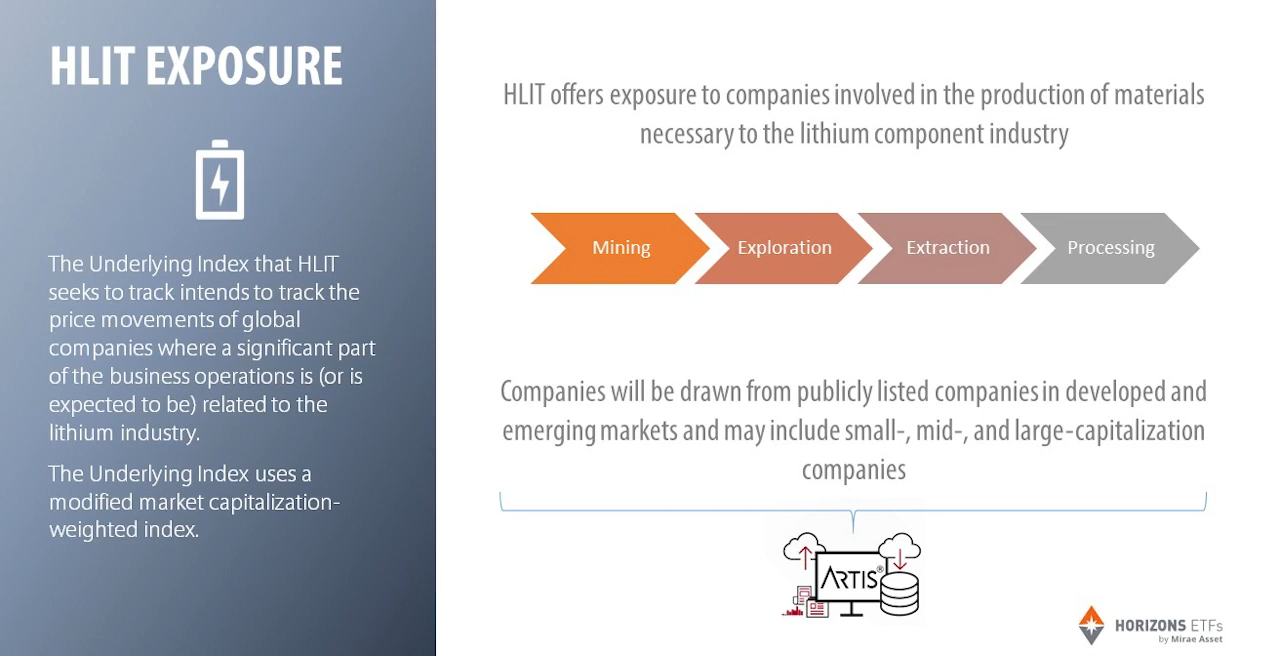 HLIT EXPOSURE
The Underlying Index that HLIT
seeks to track intends to track the
price movements of global
companies where a significant part
of the business operations is (or is
expected to be) related to the
lithium industry.
The Underlying Index uses a
modified market capitalization-
weighted index.
HLIT offers exposure to companies involved in the production of materials
necessary to the lithium component industry
Mining
Exploration
Extraction
Processing
Companies will be drawn from publicly listed companies in developed and
emerging markets and may include small-, mid-, and large-capitalization
companies
ARTIS®
HORIZONS ETFs
by Mirae Asset